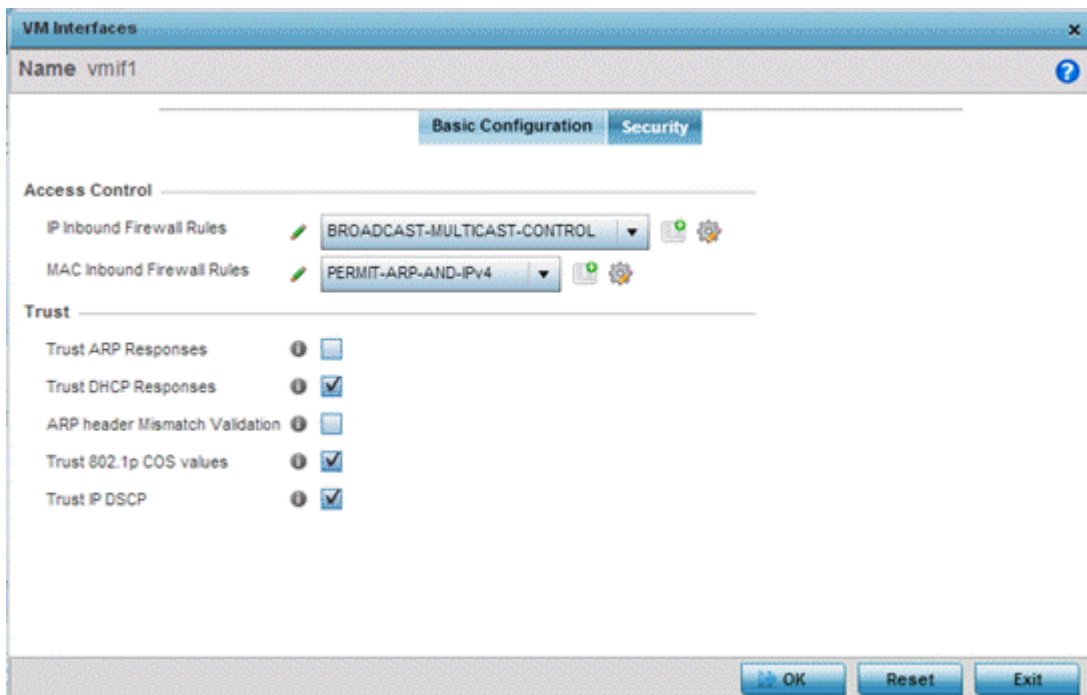 VM Interfaces
Name vmif1
Basic Configuration Security
Access Control
IP Inbound Firewall Rules BROADCAST-MULTICAST-CONTROL
MAC Inbound Firewall Rules PERMIT-ARP-AND-IPv4
Trust
Trust ARP Responses
Trust DHCP Responses
ARP header Mismatch Validation
Trust 802.1p COS values
Trust IP DSCP
OK Reset Exit